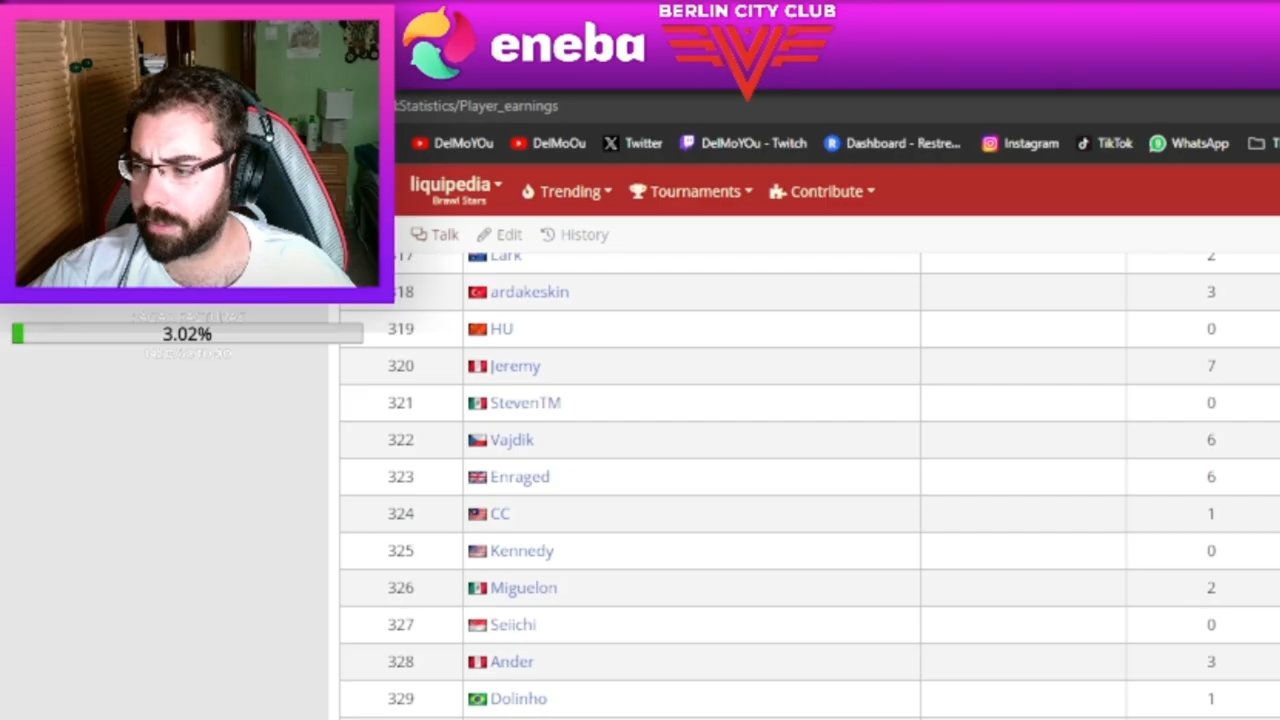 BERLIN CITY CLUB
eneba
Statistics/Player_earnings
DelMoYOu DelMoOu Twitter DelMoYOu - Twitch Dashboard - Restre... Instagram TikTok WhatsApp
liquipedia Trending Tournaments Contribute
Brawl Stars
Talk Edit History
Lark 2
318 ardakeskin 3
3.02%
319 HU 0
320 Jeremy 7
321 StevenTM 0
322 Vajdik 6
323 Enraged 6
324 CC 1
325 Kennedy 0
326 Miguelon 2
327 Seiichi 0
328 Ander 3
329 Dolinho 1